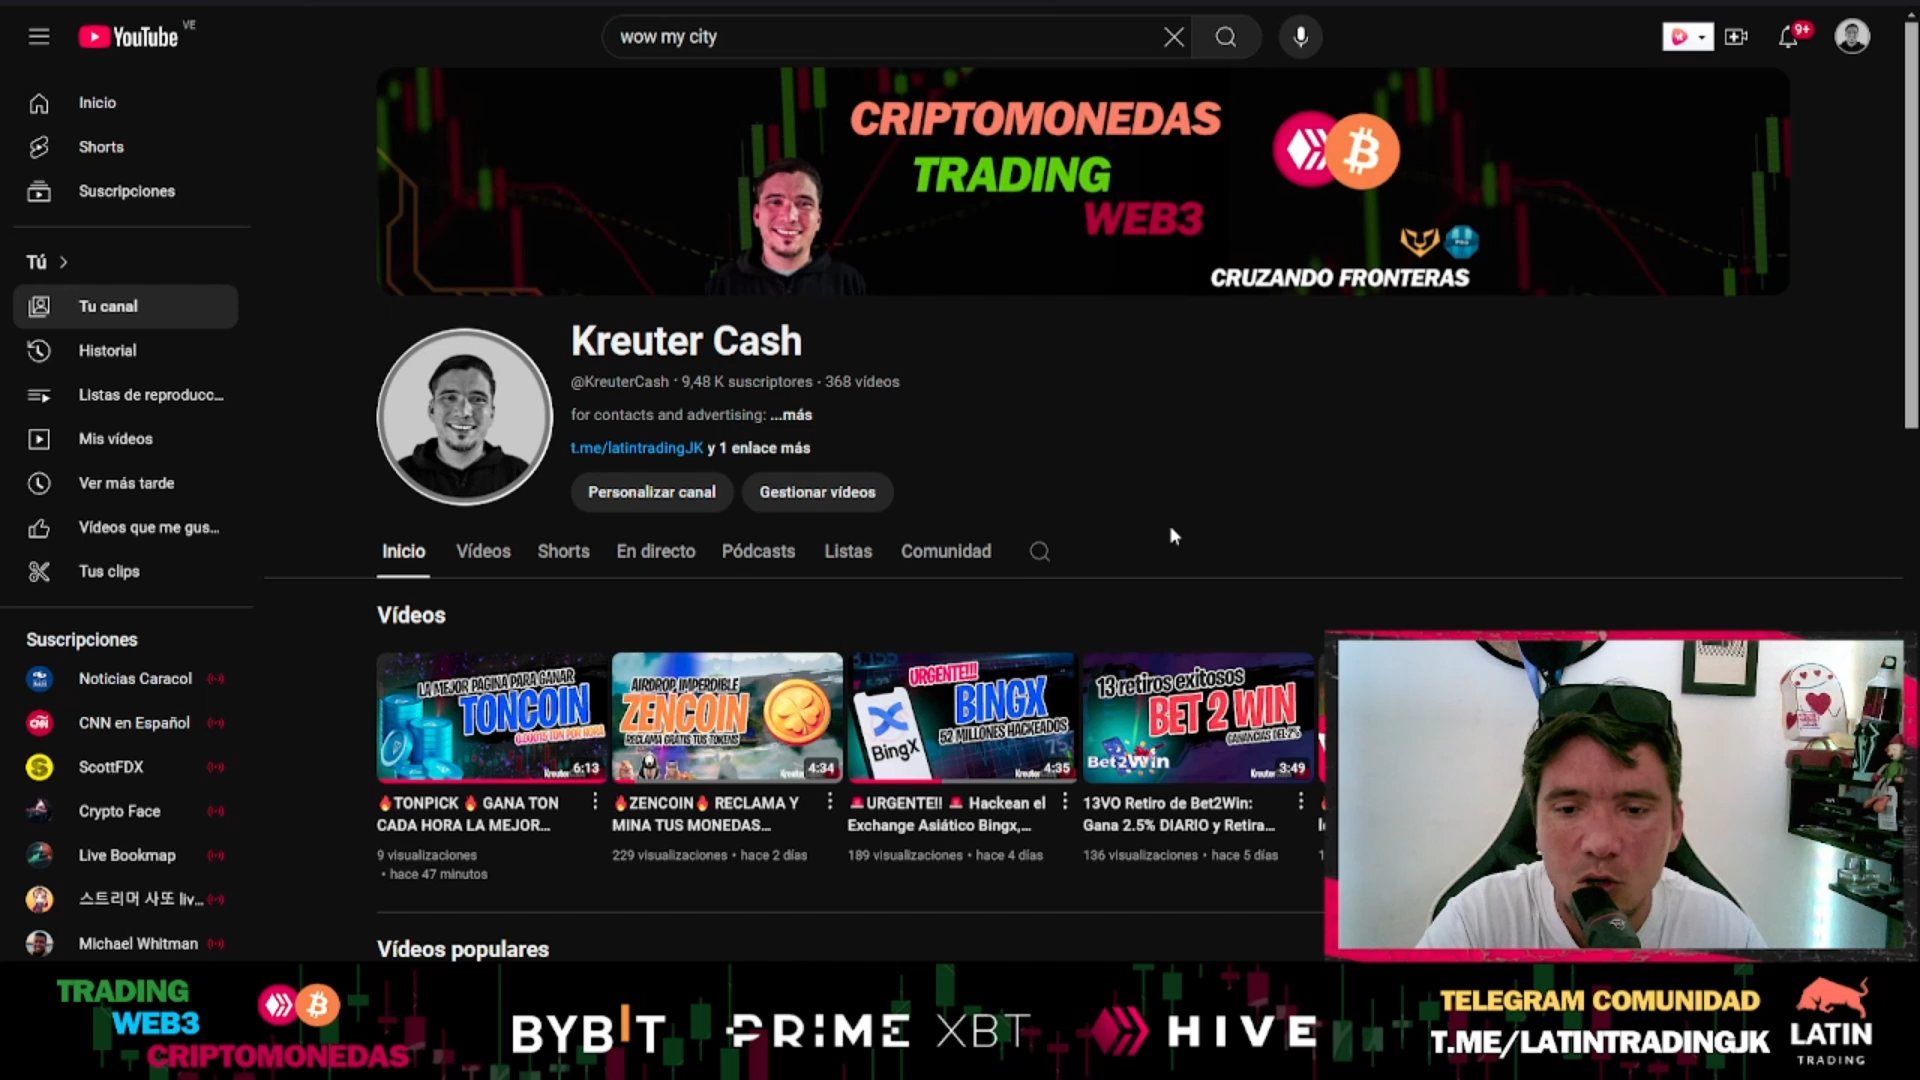 YouTube VE
wow my city
9+
Inicio
Shorts
Suscripciones
Tú
Tu canal
Historial
Listas de reproducc...
Mis vídeos
Ver más tarde
Vídeos que me gus...
Tus clips
Suscripciones
Noticias Caracol
CNN en Español
ScottFDX
Crypto Face
Live Bookmap
스트리머 사또 liv...
Michael Whitman
CRIPTOMONEDAS
TRADING
WEB3
CRUZANDO FRONTERAS
Kreuter Cash
@KreuterCash · 9,48 K suscriptores · 368 vídeos
for contacts and advertising: ...más
t.me/latintradingJK y 1 enlace más
Personalizar canal
Gestionar vídeos
Inicio
Vídeos
Shorts
En directo
Pódcasts
Listas
Comunidad
Vídeos
LA MEJOR PAGINA PARA GANAR
TONCOIN
0.00015 TON POR HORA
6:13
🔥TONPICK 🔥 GANA TON
CADA HORA LA MEJOR...
9 visualizaciones
• hace 47 minutos
AIRDROP IMPERDIBLE
ZENCOIN
RECLAMA GRATIS TUS TOKENS
4:34
🔥ZENCOIN🔥 RECLAMA Y
MINA TUS MONEDAS...
229 visualizaciones • hace 2 días
URGENTE!!!
BINGX
52 MILLONES HACKEADOS
BingX
4:35
🚨URGENTE!! 🚨 Hackean el
Exchange Asiático Bingx,...
189 visualizaciones • hace 4 días
13 retiros exitosos
BET 2 WIN
GANANCIAS DEL 2%
Bet2Win
3:49
13VO Retiro de Bet2Win:
Gana 2.5% DIARIO y Retira...
136 visualizaciones • hace 5 días
Vídeos populares
TRADING
WEB3
CRIPTOMONEDAS
BYBIT
PRIME XBT
HIVE
TELEGRAM COMUNIDAD
T.ME/LATINTRADINGJK
LATIN
TRADING